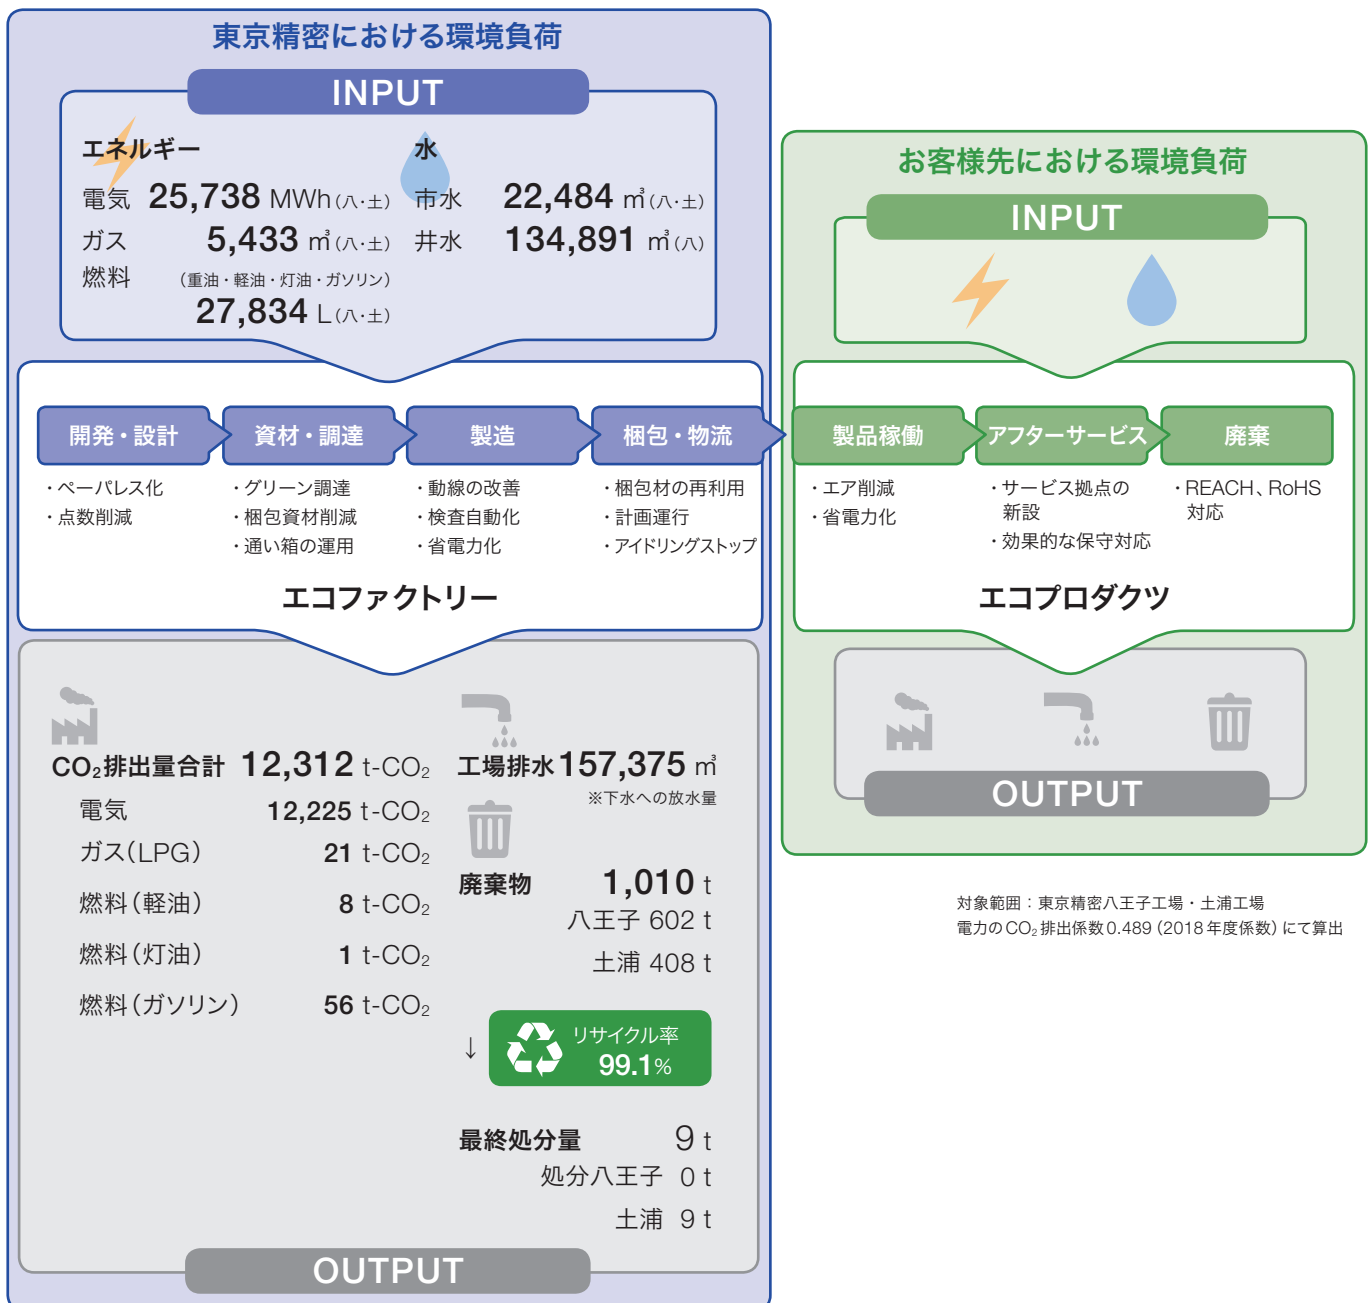 東京精密における環境負荷
INPUT
エネルギー
電気 25,738 MWh(八・土)
ガス 5,433 ㎥(八・土)
燃料 (重油・軽油・灯油・ガソリン)
27,834 L(八・土)
水
市水 22,484 ㎥(八・土)
井水 134,891 ㎥(八)
開発・設計
・ペーパレス化
・点数削減
資材・調達
・グリーン調達
・梱包資材削減
・通い箱の運用
製造
・動線の改善
・検査自動化
・省電力化
梱包・物流
・梱包材の再利用
・計画運行
・アイドリングストップ
エコファクトリー
CO₂排出量合計 12,312 t-CO₂
電気 12,225 t-CO₂
ガス(LPG) 21 t-CO₂
燃料(軽油) 8 t-CO₂
燃料(灯油) 1 t-CO₂
燃料(ガソリン) 56 t-CO₂
工場排水 157,375 ㎥
※下水への放水量
廃棄物 1,010 t
八王子 602 t
土浦 408 t
↓
リサイクル率
99.1%
最終処分量 9 t
処分八王子 0 t
土浦 9 t
OUTPUT
お客様先における環境負荷
INPUT
製品稼働
・エア削減
・省電力化
アフターサービス
・サービス拠点の
新設
・効果的な保守対応
廃棄
・REACH、RoHS
対応
エコプロダクツ
OUTPUT
対象範囲：東京精密八王子工場・土浦工場
電力のCO₂排出係数0.489（2018年度係数）にて算出